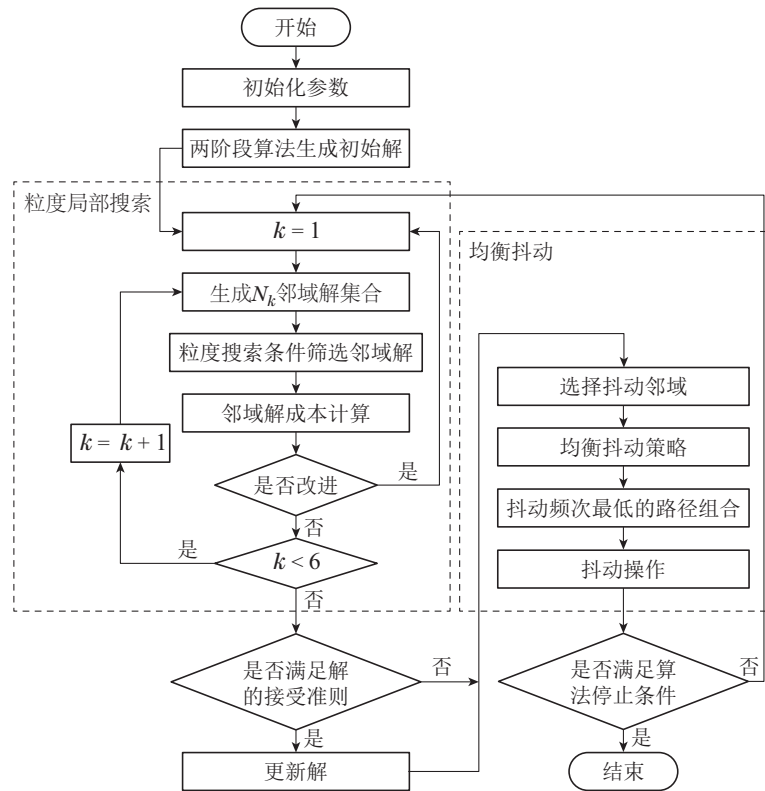 开始
初始化参数
两阶段算法生成初始解
粒度局部搜索
k = 1
生成Nk邻域解集合
粒度搜索条件筛选邻域解
邻域解成本计算
k = k + 1
是否改进
是
否
是
k < 6
否
是否满足解
的接受准则
否
是
更新解
均衡抖动
选择抖动邻域
均衡抖动策略
抖动频次最低的路径组合
抖动操作
是否满足算
法停止条件
否
是
结束